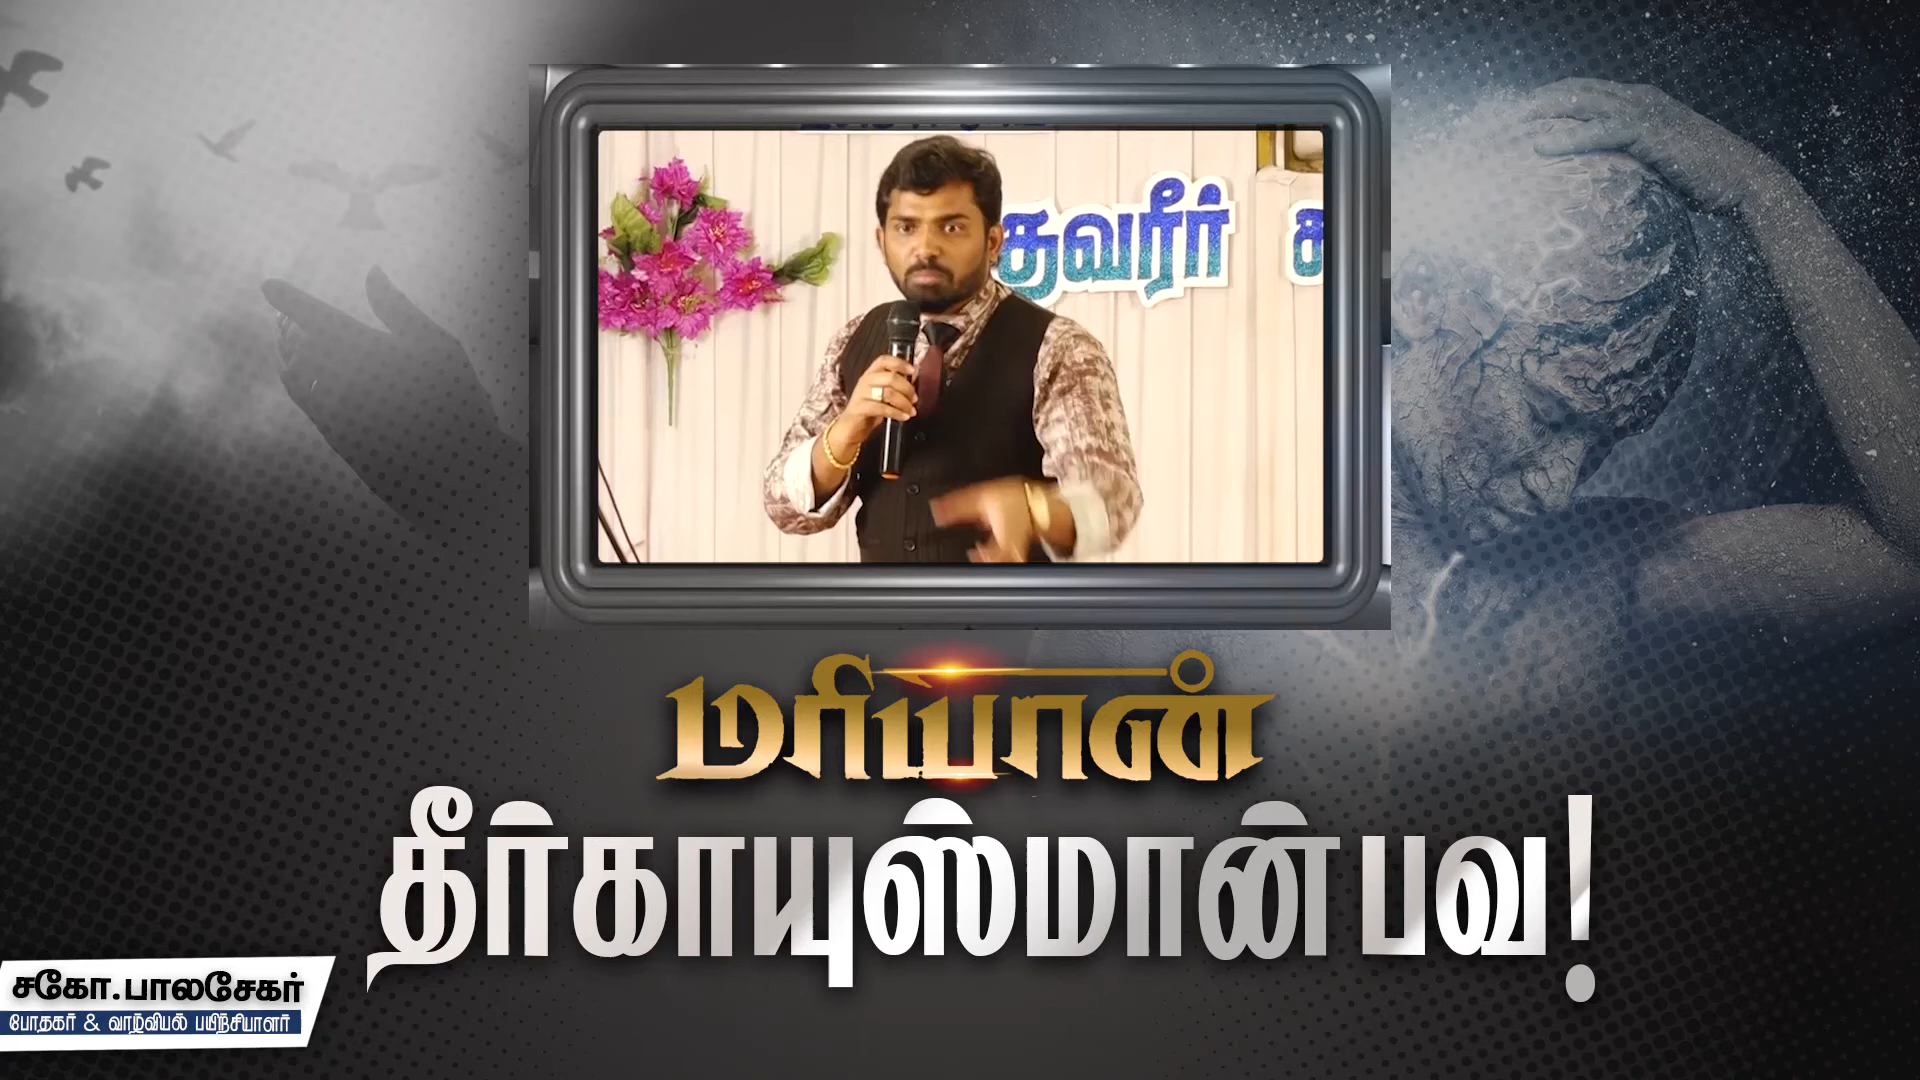 தவரீர்
மரியான்
தீர்காயுஸ்மான் பவ!
சகோ.பாலசேகர்
போதகர் & வாழ்வியல் பயிற்சியாளர்